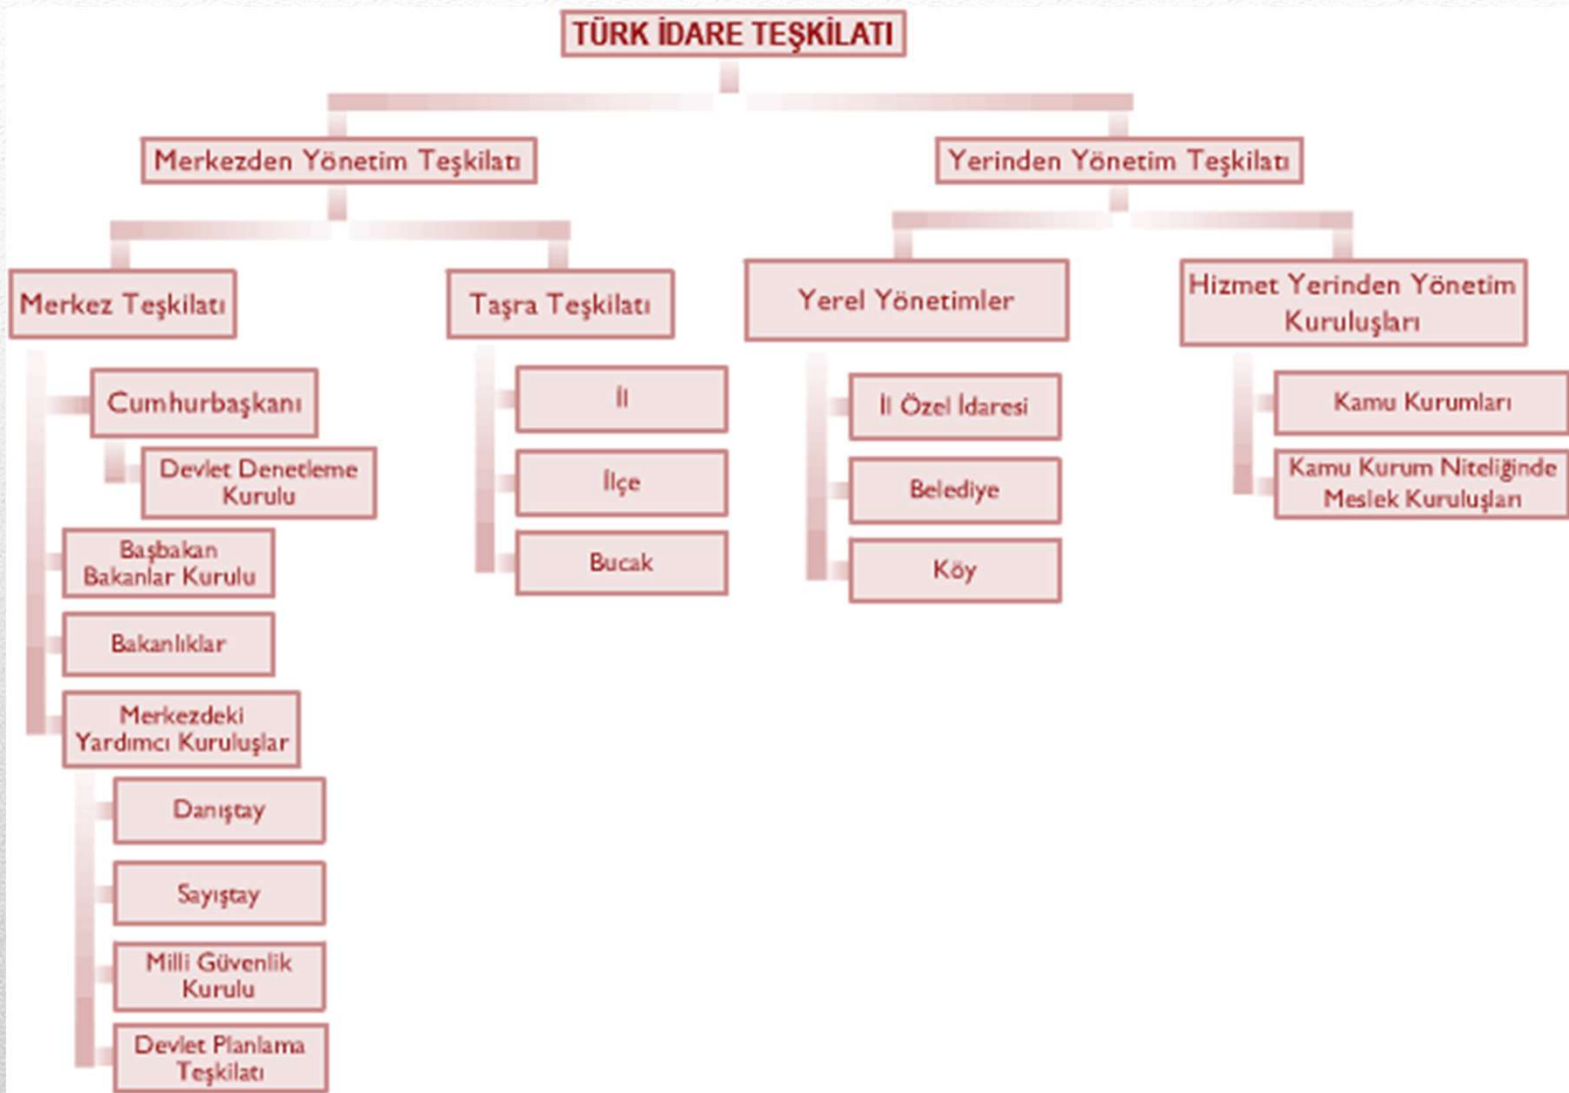 TÜRK İDARE TEŞKİLATI
Merkezden Yönetim Teşkilatı
Yerinden Yönetim Teşkilatı
Merkez Teşkilatı
Taşra Teşkilatı
Yerel Yönetimler
Hizmet Yerinden Yönetim
Kuruluşları
Cumhurbaşkanı
Devlet Denetleme
Kurulu
Başbakan
Bakanlar Kurulu
Bakanlıklar
Merkezdeki
Yardımcı Kuruluşlar
Danıştay
Sayıştay
Milli Güvenlik
Kurulu
Devlet Planlama
Teşkilatı
İl
İlçe
Bucak
İl Özel İdaresi
Belediye
Köy
Kamu Kurumları
Kamu Kurum Niteliğinde
Meslek Kuruluşları